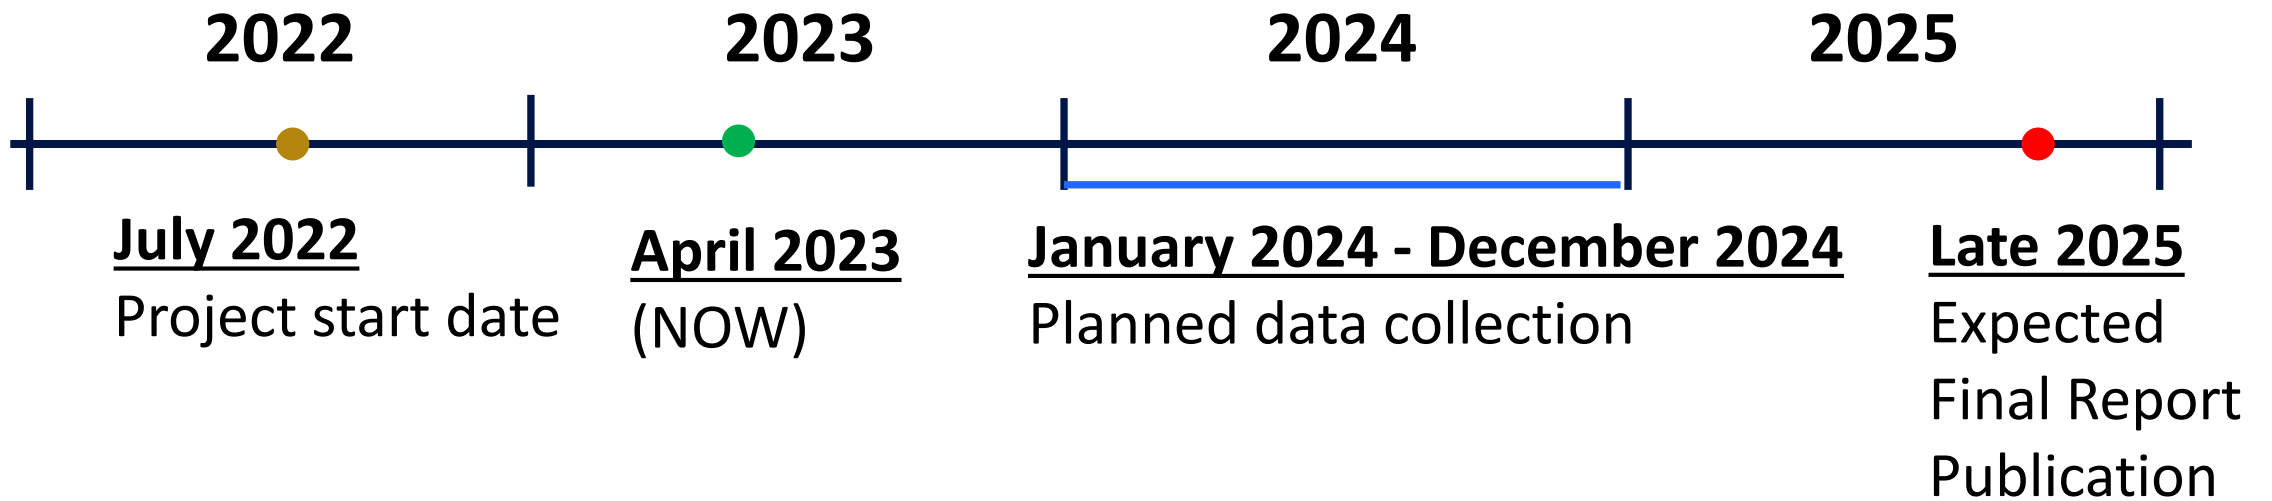 2022 2023 2024 2025
July 2022
Project start date
April 2023
(NOW)
January 2024 - December 2024
Planned data collection
Late 2025
Expected
Final Report
Publication